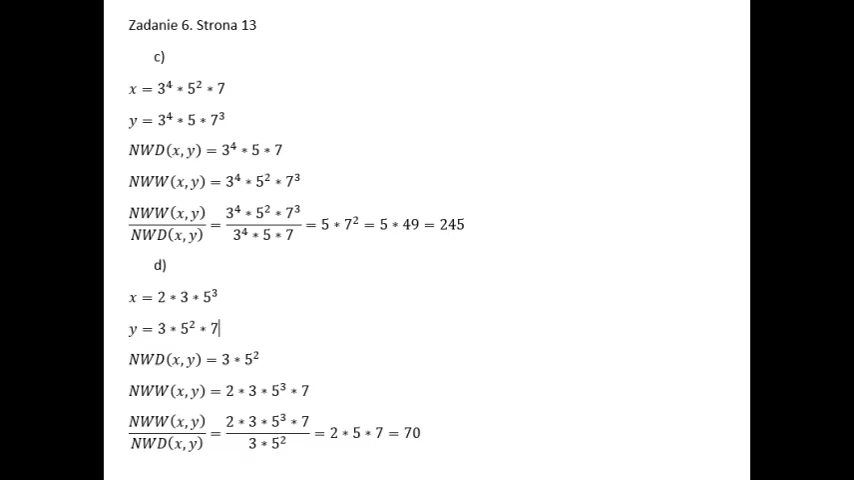 Zadanie 6. Strona 13
c)
x = 3⁴ * 5² * 7
y = 3⁴ * 5 * 7³
NWD(x, y) = 3⁴ * 5 * 7
NWW(x, y) = 3⁴ * 5² * 7³
NWW(x, y) / NWD(x, y) = 3⁴ * 5² * 7³ / 3⁴ * 5 * 7 = 5 * 7² = 5 * 49 = 245
d)
x = 2 * 3 * 5³
y = 3 * 5² * 7
NWD(x, y) = 3 * 5²
NWW(x, y) = 2 * 3 * 5³ * 7
NWW(x, y) / NWD(x, y) = 2 * 3 * 5³ * 7 / 3 * 5² = 2 * 5 * 7 = 70